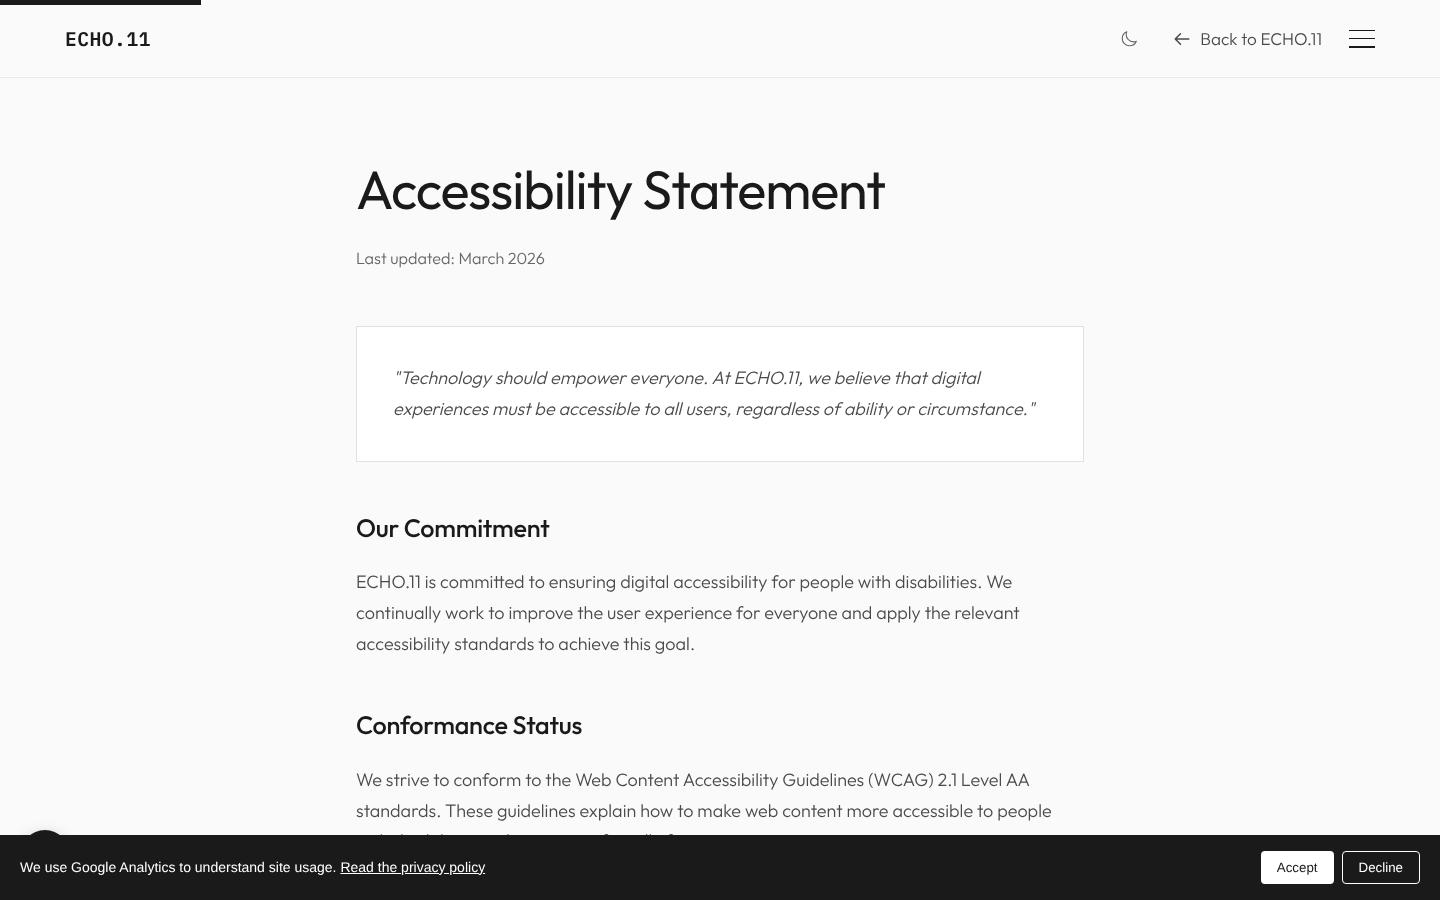 ECHO.11
Back to ECHO.11
Accessibility Statement
Last updated: March 2026
"Technology should empower everyone. At ECHO.11, we believe that digital
experiences must be accessible to all users, regardless of ability or circumstance."
Our Commitment
ECHO.11 is committed to ensuring digital accessibility for people with disabilities. We
continually work to improve the user experience for everyone and apply the relevant
accessibility standards to achieve this goal.
Conformance Status
We strive to conform to the Web Content Accessibility Guidelines (WCAG) 2.1 Level AA
standards. These guidelines explain how to make web content more accessible to people
We use Google Analytics to understand site usage. Read the privacy policy
Accept
Decline